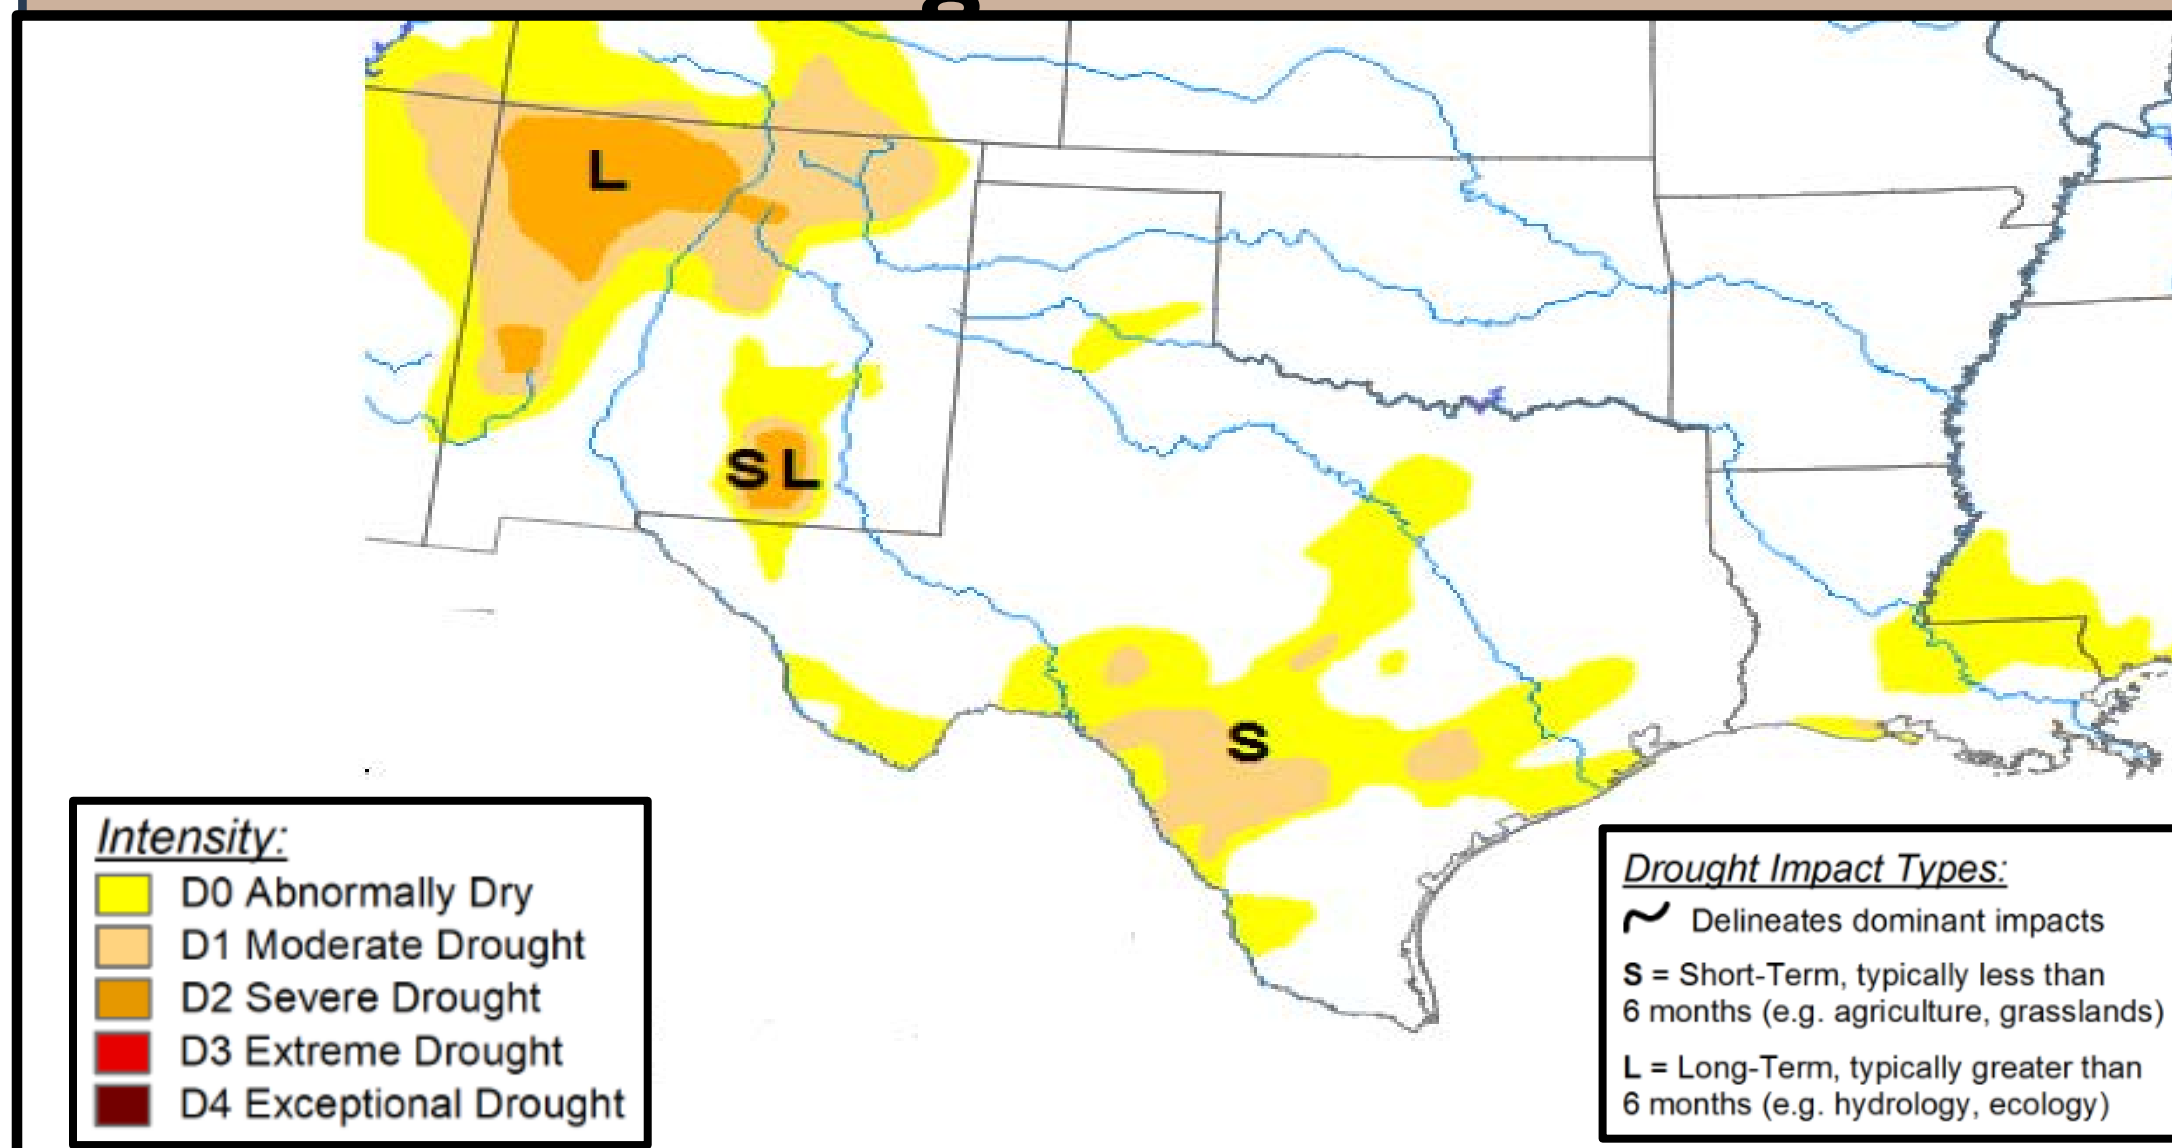 L
S L
S
Intensity:
D0 Abnormally Dry
D1 Moderate Drought
D2 Severe Drought
D3 Extreme Drought
D4 Exceptional Drought
Drought Impact Types:
Delineates dominant impacts
S = Short-Term, typically less than
6 months (e.g. agriculture, grasslands)
L = Long-Term, typically greater than
6 months (e.g. hydrology, ecology)